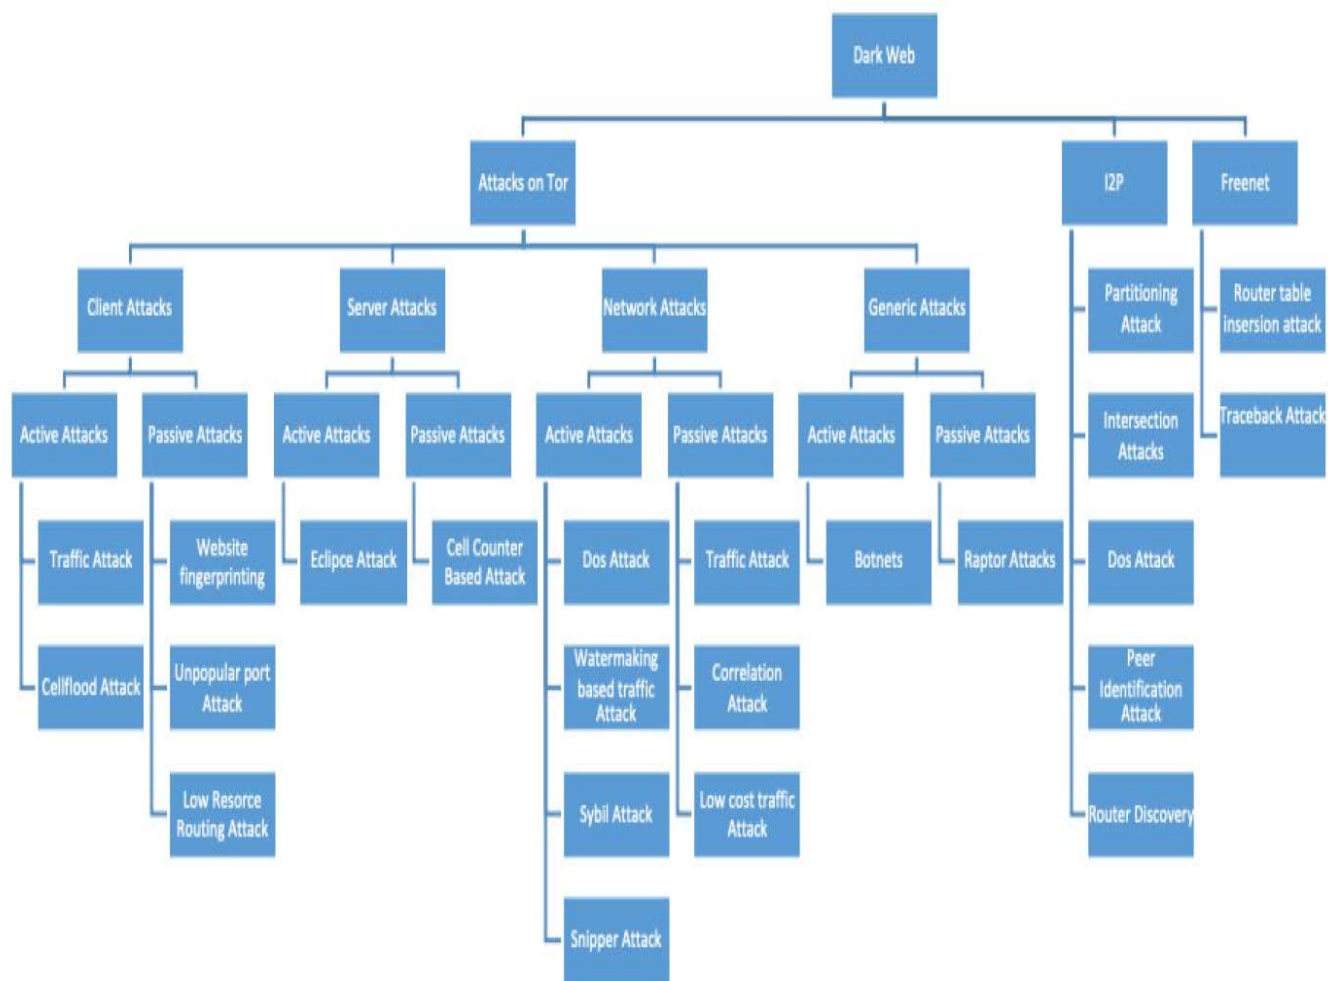 Dark Web
Attacks on Tor
I2P
Freenet
Client Attacks
Server Attacks
Network Attacks
Generic Attacks
Partitioning
Attack
Router table
insersion attack
Active Attacks
Passive Attacks
Active Attacks
Passive Attacks
Active Attacks
Passive Attacks
Active Attacks
Passive Attacks
Intersection
Attacks
Traceback Attack
Traffic Attack
Website
fingerprinting
Eclipce Attack
Cell Counter
Based Attack
Dos Attack
Traffic Attack
Botnets
Raptor Attacks
Dos Attack
Cellflood Attack
Unpopular port
Attack
Watermaking
based traffic
Attack
Correlation
Attack
Peer
Identification
Attack
Low Resorce
Routing Attack
Sybil Attack
Low cost traffic
Attack
Router Discovery
Snipper Attack